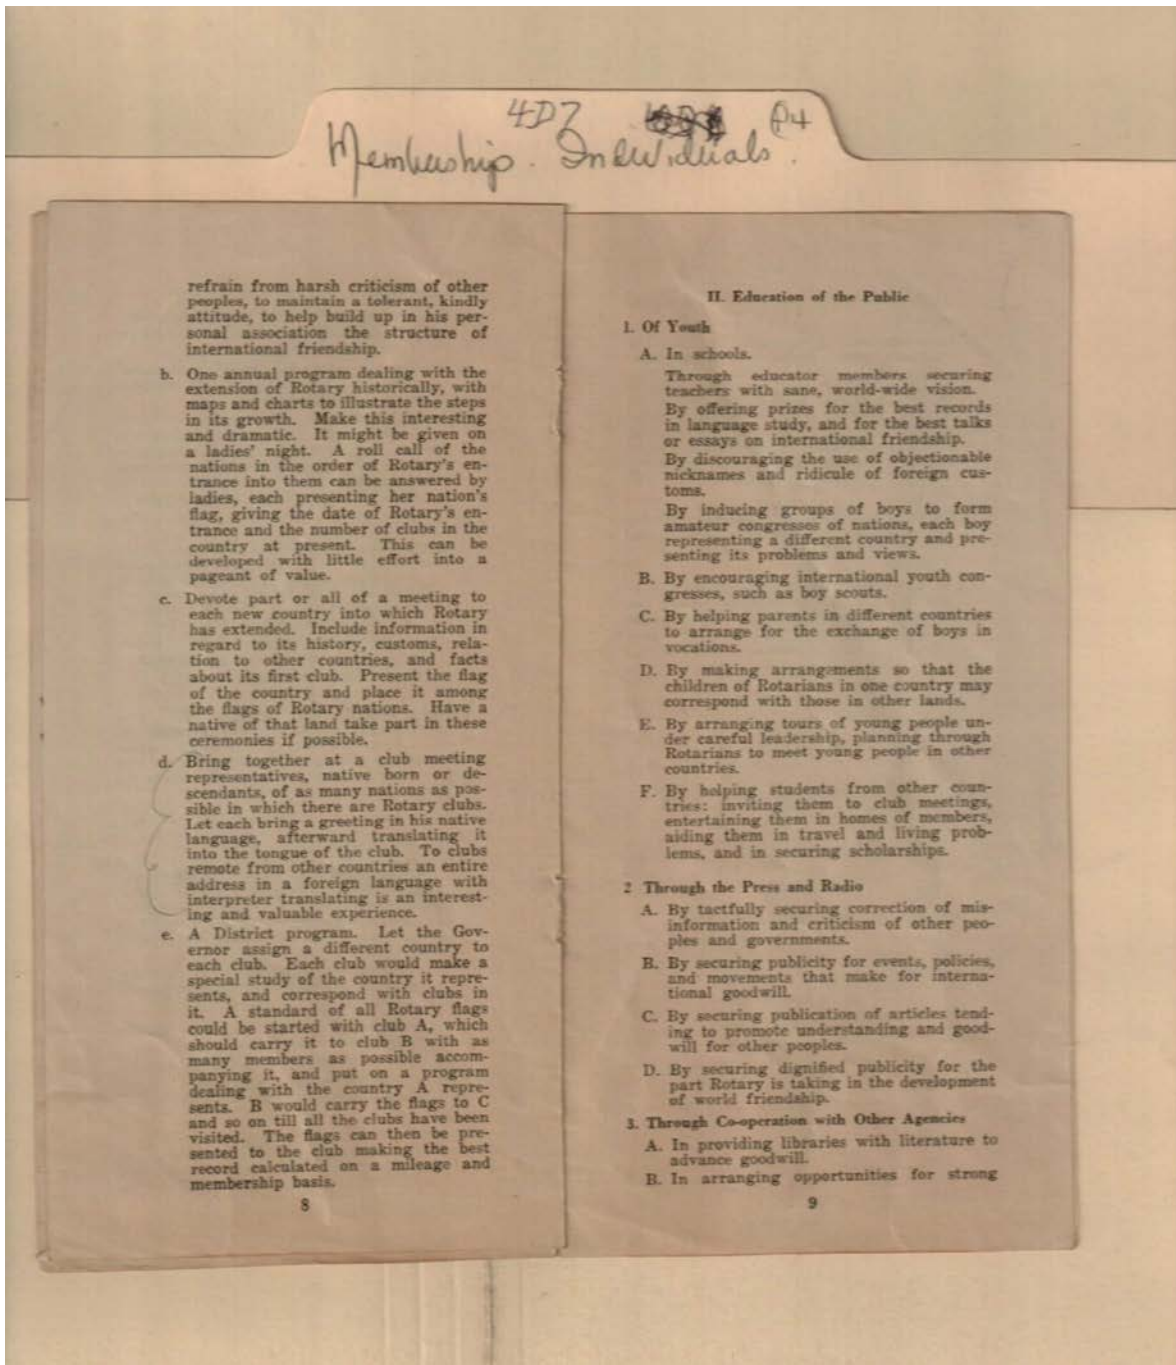 4D7 P4
Membership. Individuals.
refrain from harsh criticism of other
peoples, to maintain a tolerant, kindly
attitude, to help build up in his per-
sonal association the structure of
international friendship.
b. One annual program dealing with the
extension of Rotary historically, with
maps and charts to illustrate the steps
in its growth. Make this interesting
and dramatic. It might be given on
a ladies' night. A roll call of the
nations in the order of Rotary's en-
trance into them can be answered by
ladies, each presenting her nation's
flag, giving the date of Rotary's en-
trance and the number of clubs in the
country at present. This can be
developed with little effort into a
pageant of value.
c. Devote part or all of a meeting to
each new country into which Rotary
has extended. Include information in
regard to its history, customs, rela-
tion to other countries, and facts
about its first club. Present the flag
of the country and place it among
the flags of Rotary nations. Have a
native of that land take part in these
ceremonies if possible.
d. Bring together at a club meeting
representatives, native born or de-
scendants, of as many nations as pos-
sible in which there are Rotary clubs.
Let each bring a greeting in his native
language, afterward translating it
into the tongue of the club. To clubs
remote from other countries an entire
address in a foreign language with
interpreter translating is an interest-
ing and valuable experience.
e. A District program. Let the Gov-
ernor assign a different country to
each club. Each club would make a
special study of the country it repre-
sents, and correspond with clubs in
it. A standard of all Rotary flags
could be started with club A, which
should carry it to club B with as
many members as possible accom-
panying it, and put on a program
dealing with the country A repre-
sents. B would carry the flags to C
and so on till all the clubs have been
visited. The flags can then be pre-
sented to the club making the best
record calculated on a mileage and
membership basis.
8
II. Education of the Public
1. Of Youth
A. In schools.
Through educator members securing
teachers with sane, world-wide vision.
By offering prizes for the best records
in language study, and for the best talks
or essays on international friendship.
By discouraging the use of objectionable
nicknames and ridicule of foreign cus-
toms.
By inducing groups of boys to form
amateur congresses of nations, each boy
representing a different country and pre-
senting its problems and views.
B. By encouraging international youth con-
gresses, such as boy scouts.
C. By helping parents in different countries
to arrange for the exchange of boys in
vocations.
D. By making arrangements so that the
children of Rotarians in one country may
correspond with those in other lands.
E. By arranging tours of young people un-
der careful leadership, planning through
Rotarians to meet young people in other
countries.
F. By helping students from other coun-
tries: inviting them to club meetings,
entertaining them in homes of members,
aiding them in travel and living prob-
lems, and in securing scholarships.
2 Through the Press and Radio
A. By tactfully securing correction of mis-
information and criticism of other peo-
ples and governments.
B. By securing publicity for events, policies,
and movements that make for interna-
tional goodwill.
C. By securing publication of articles tend-
ing to promote understanding and good-
will for other peoples.
D. By securing dignified publicity for the
part Rotary is taking in the development
of world friendship.
3. Through Co-operation with Other Agencies
A. In providing libraries with literature to
advance goodwill.
B. In arranging opportunities for strong
9